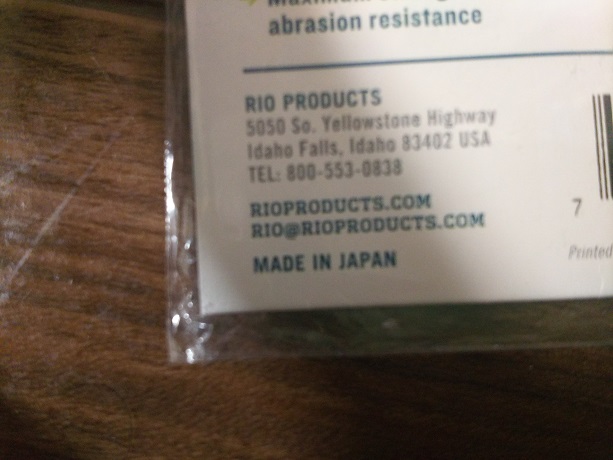 Maximum
abrasion resistance
RIO PRODUCTS
5050 So. Yellowstone Highway
Idaho Falls, Idaho 83402 USA
TEL: 800-553-0838
RIOPRODUCTS.COM
RIO@RIOPRODUCTS.COM
MADE IN JAPAN
7
Printed